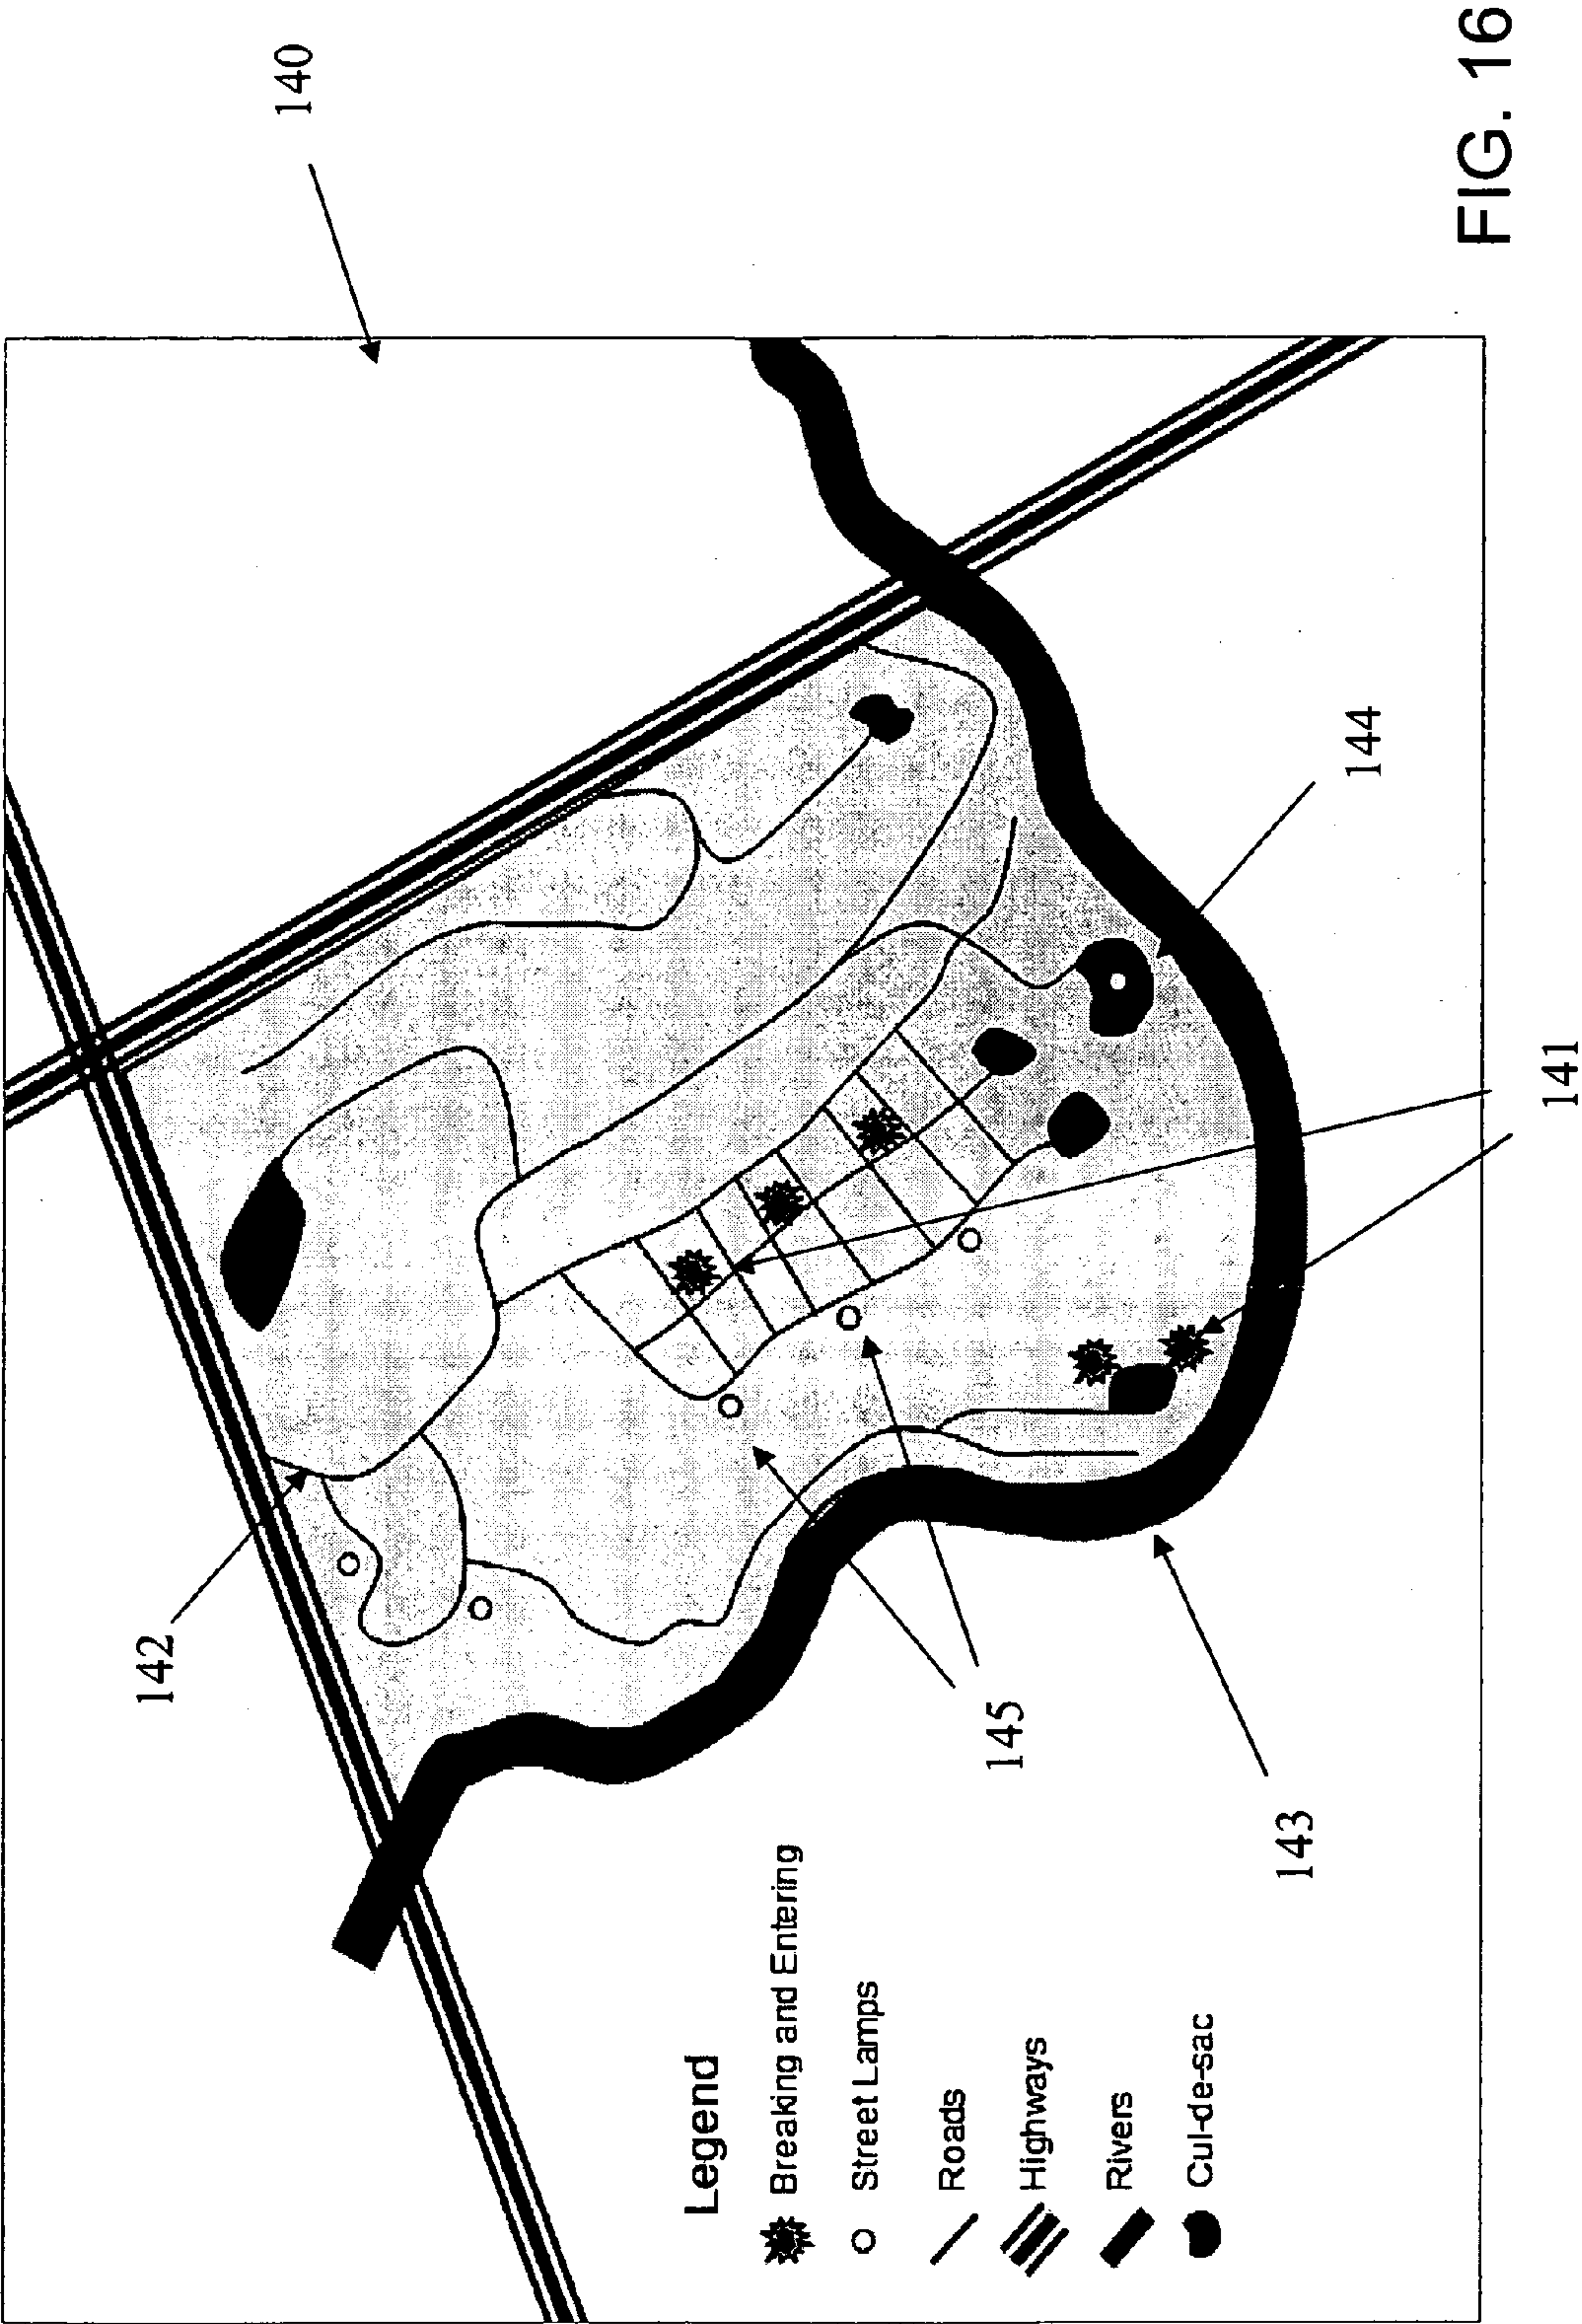 140
142
144
141
145
143
Legend
Breaking and Entering
Street Lamps
Roads
Highways
Rivers
Cul-de-sac
FIG. 16